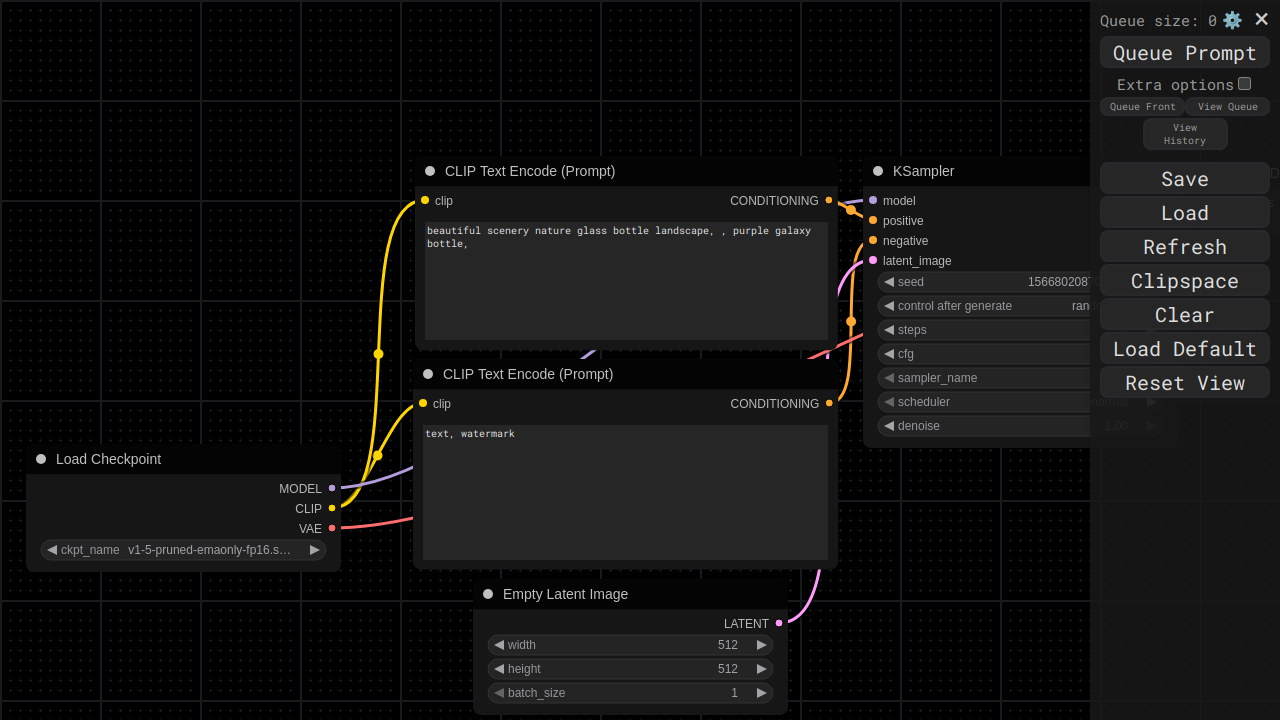 Queue size: 0
Queue Prompt
Extra options
Queue Front
View Queue
View
History
Save
Load
Refresh
Clipspace
Clear
Load Default
Reset View
CLIP Text Encode (Prompt)
clip
CONDITIONING
beautiful scenery nature glass bottle landscape, , purple galaxy
bottle,
KSampler
model
positive
negative
latent_image
seed
control after generate
steps
cfg
sampler_name
scheduler normal
denoise 1.00
CLIP Text Encode (Prompt)
clip
CONDITIONING
text, watermark
Load Checkpoint
MODEL
CLIP
VAE
ckpt_name v1-5-pruned-emaonly-fp16.s…
Empty Latent Image
LATENT
width 512
height 512
batch_size 1